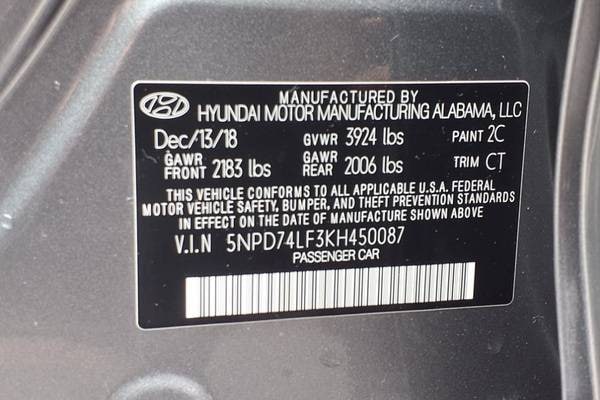 MANUFACTURED BY
HYUNDAI MOTOR MANUFACTURING ALABAMA, LLC
Dec/13/18 GVWR 3924 lbs PAINT 2C
GAWR FRONT 2183 lbs GAWR REAR 2006 lbs TRIM CT
THIS VEHICLE CONFORMS TO ALL APPLICABLE U.S.A. FEDERAL
MOTOR VEHICLE SAFETY, BUMPER, AND THEFT PREVENTION STANDARDS
IN EFFECT ON THE DATE OF MANUFACTURE SHOWN ABOVE
V.I.N 5NPD74LF3KH450087
PASSENGER CAR